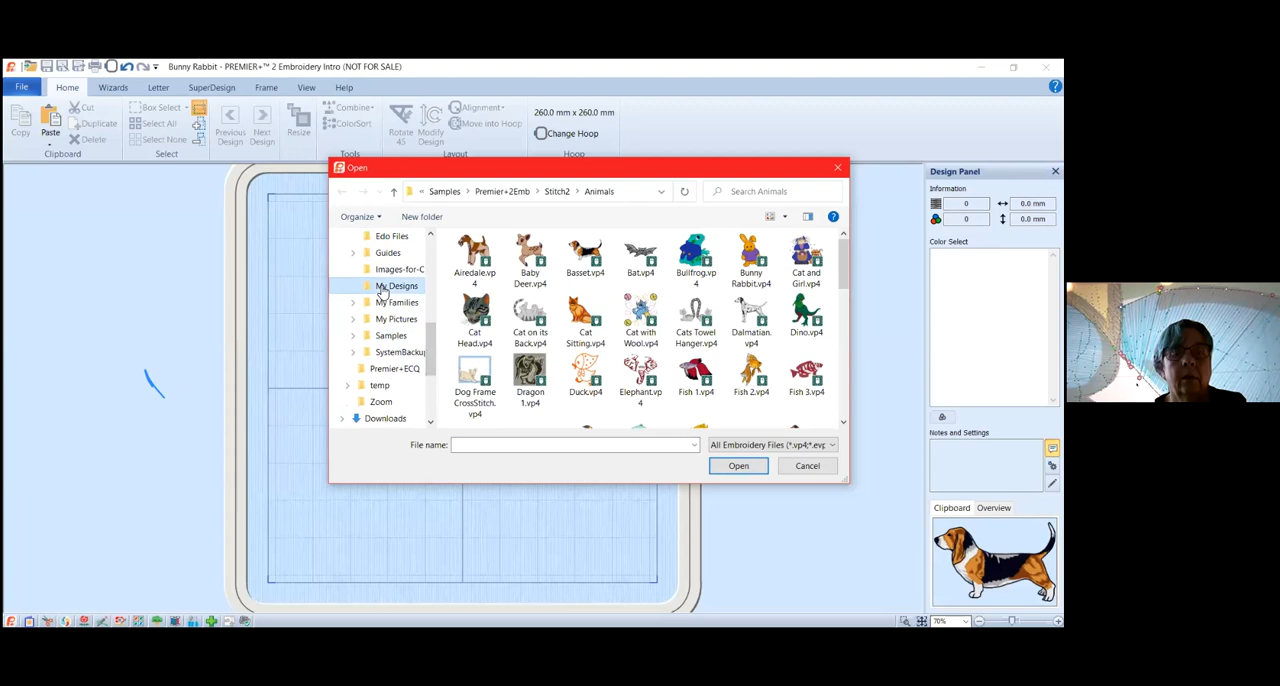 Bunny Rabbit - PREMIER+™ 2 Embroidery Intro (NOT FOR SALE)
File Home Wizards Letter SuperDesign Frame View Help
Copy Paste Cut Duplicate Delete
Box Select Select All Select None
Previous Design Next Design Resize
Combine ColorSort
Rotate 45 Modify Design
Alignment Move into Hoop
260.0 mm x 260.0 mm
Change Hoop
Clipboard Select Tools Layout Hoop
Open
« Samples > Premier+2Emb > Stitch2 > Animals
Search Animals
Organize New folder
Edo Files
Guides
Images-for-C
My Designs
My Families
My Pictures
Samples
SystemBackup
Premier+ECQ
temp
Zoom
Downloads
Airedale.vp4
Baby Deer.vp4
Basset.vp4
Bat.vp4
Bullfrog.vp4
Bunny Rabbit.vp4
Cat and Girl.vp4
Cat Head.vp4
Cat on its Back.vp4
Cat Sitting.vp4
Cat with Wool.vp4
Cats Towel Hanger.vp4
Dalmatian.vp4
Dino.vp4
Dog Frame CrossStitch.vp4
Dragon 1.vp4
Duck.vp4
Elephant.vp4
Fish 1.vp4
Fish 2.vp4
Fish 3.vp4
File name:
All Embroidery Files (*.vp4;*.evp
Open Cancel
Design Panel
Information
0 0.0 mm
0 0.0 mm
Color Select
Notes and Settings
Clipboard Overview
70%